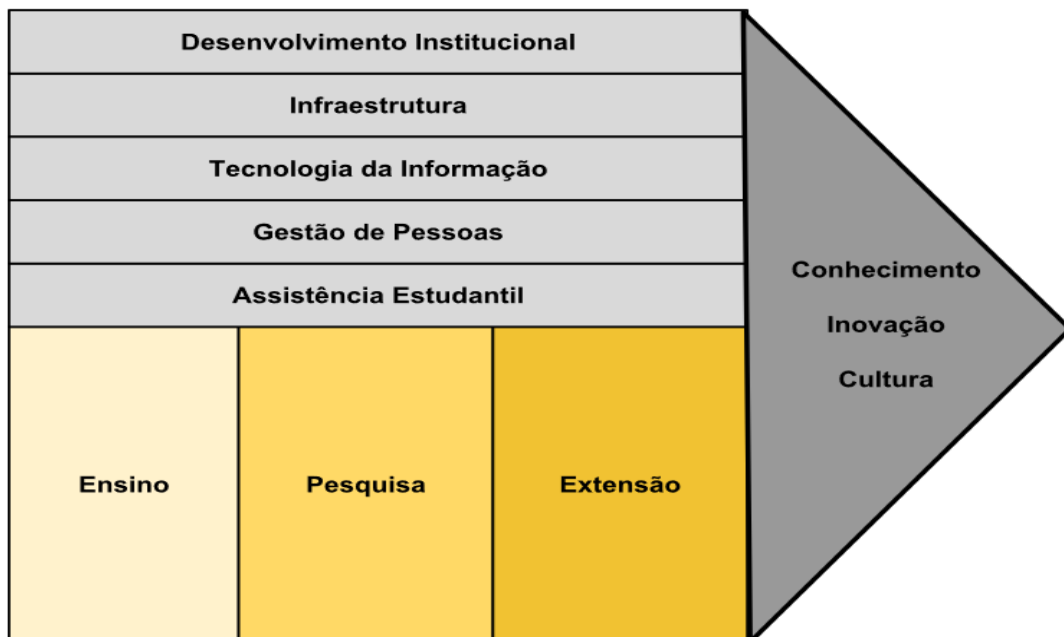 Desenvolvimento Institucional
Infraestrutura
Tecnologia da Informação
Gestão de Pessoas
Assistência Estudantil
Ensino
Pesquisa
Extensão
Conhecimento
Inovação
Cultura